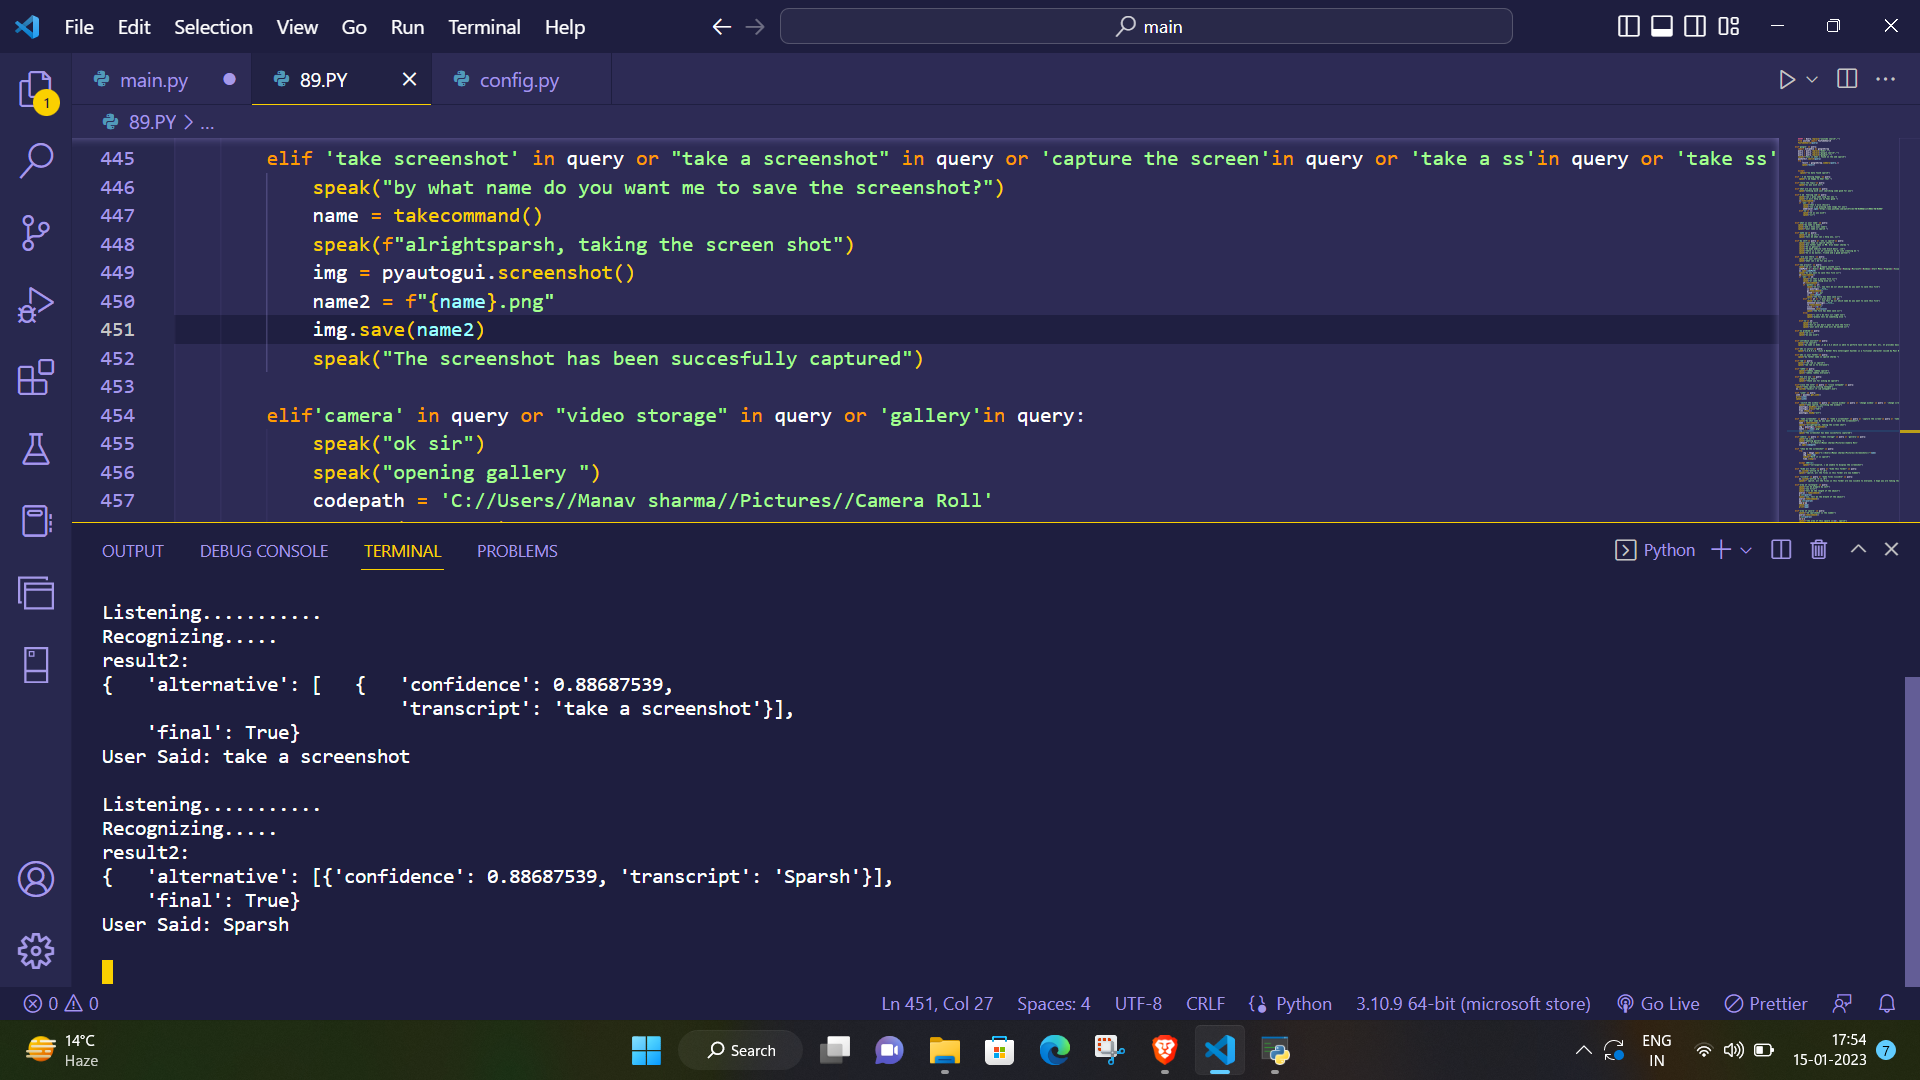 File Edit Selection View Go Run Terminal Help
main
main.py
89.PY
config.py
1
89.PY > ...
445 elif 'take screenshot' in query or "take a screenshot" in query or 'capture the screen'in query or 'take a ss'in query or 'take ss'
446 speak("by what name do you want me to save the screenshot?")
447 name = takecommand()
448 speak(f"alrightsparsh, taking the screen shot")
449 img = pyautogui.screenshot()
450 name2 = f"{name}.png"
451 img.save(name2)
452 speak("The screenshot has been succesfully captured")
453
454 elif'camera' in query or "video storage" in query or 'gallery'in query:
455 speak("ok sir")
456 speak("opening gallery ")
457 codepath = 'C://Users//Manav sharma//Pictures//Camera Roll'
OUTPUT DEBUG CONSOLE TERMINAL PROBLEMS
Python
Listening...........
Recognizing.....
result2:
{   'alternative': [   {   'confidence': 0.88687539,
'transcript': 'take a screenshot'}],
'final': True}
User Said: take a screenshot
Listening...........
Recognizing.....
result2:
{   'alternative': [{'confidence': 0.88687539, 'transcript': 'Sparsh'}],
'final': True}
User Said: Sparsh
0 0
Ln 451, Col 27 Spaces: 4 UTF-8 CRLF Python 3.10.9 64-bit (microsoft store) Go Live Prettier
14°C
Haze
Search
ENG
IN
17:54
15-01-2023
7